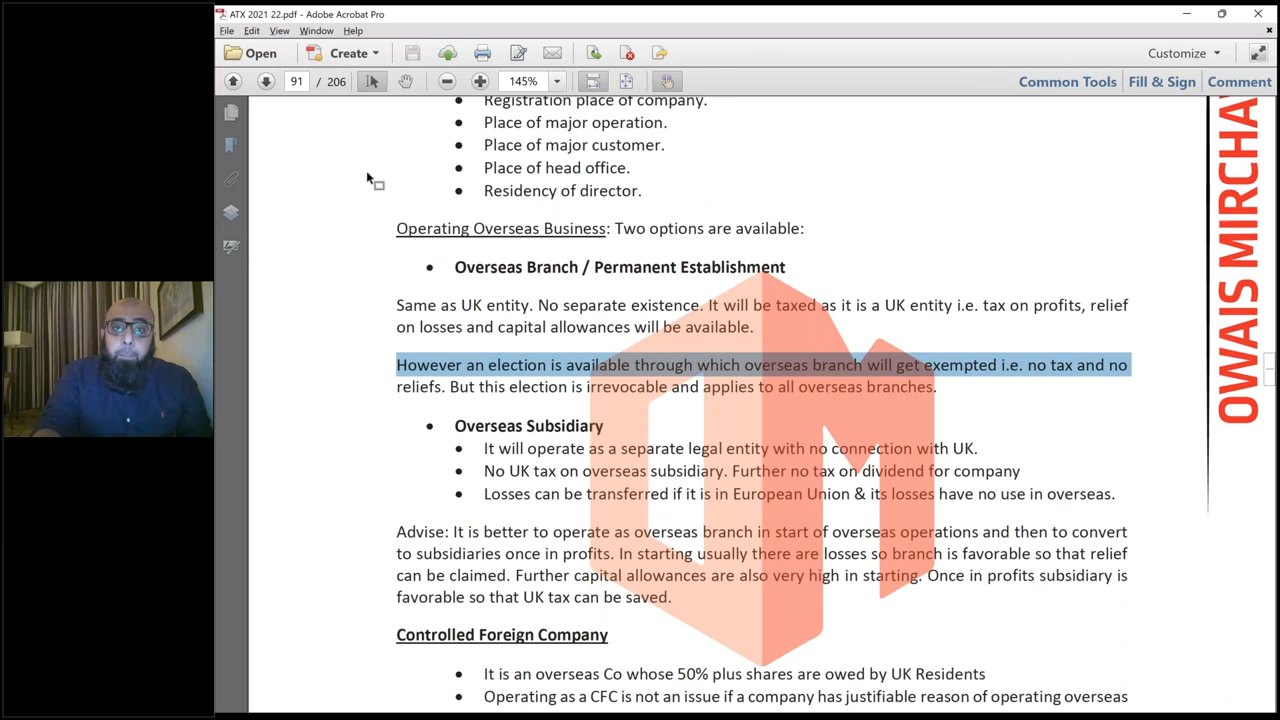 ATX 2021 22.pdf - Adobe Acrobat Pro
File Edit View Window Help
Open Create Customize
91 / 206 145% Common Tools Fill & Sign Comment
• Registration place of company.
• Place of major operation.
• Place of major customer.
• Place of head office.
• Residency of director.
Operating Overseas Business: Two options are available:
• Overseas Branch / Permanent Establishment
Same as UK entity. No separate existence. It will be taxed as it is a UK entity i.e. tax on profits, relief
on losses and capital allowances will be available.
However an election is available through which overseas branch will get exempted i.e. no tax and no
reliefs. But this election is irrevocable and applies to all overseas branches.
• Overseas Subsidiary
• It will operate as a separate legal entity with no connection with UK.
• No UK tax on overseas subsidiary. Further no tax on dividend for company
• Losses can be transferred if it is in European Union & its losses have no use in overseas.
Advise: It is better to operate as overseas branch in start of overseas operations and then to convert
to subsidiaries once in profits. In starting usually there are losses so branch is favorable so that relief
can be claimed. Further capital allowances are also very high in starting. Once in profits subsidiary is
favorable so that UK tax can be saved.
Controlled Foreign Company
• It is an overseas Co whose 50% plus shares are owed by UK Residents
• Operating as a CFC is not an issue if a company has justifiable reason of operating overseas
OWAIS MIRCHA